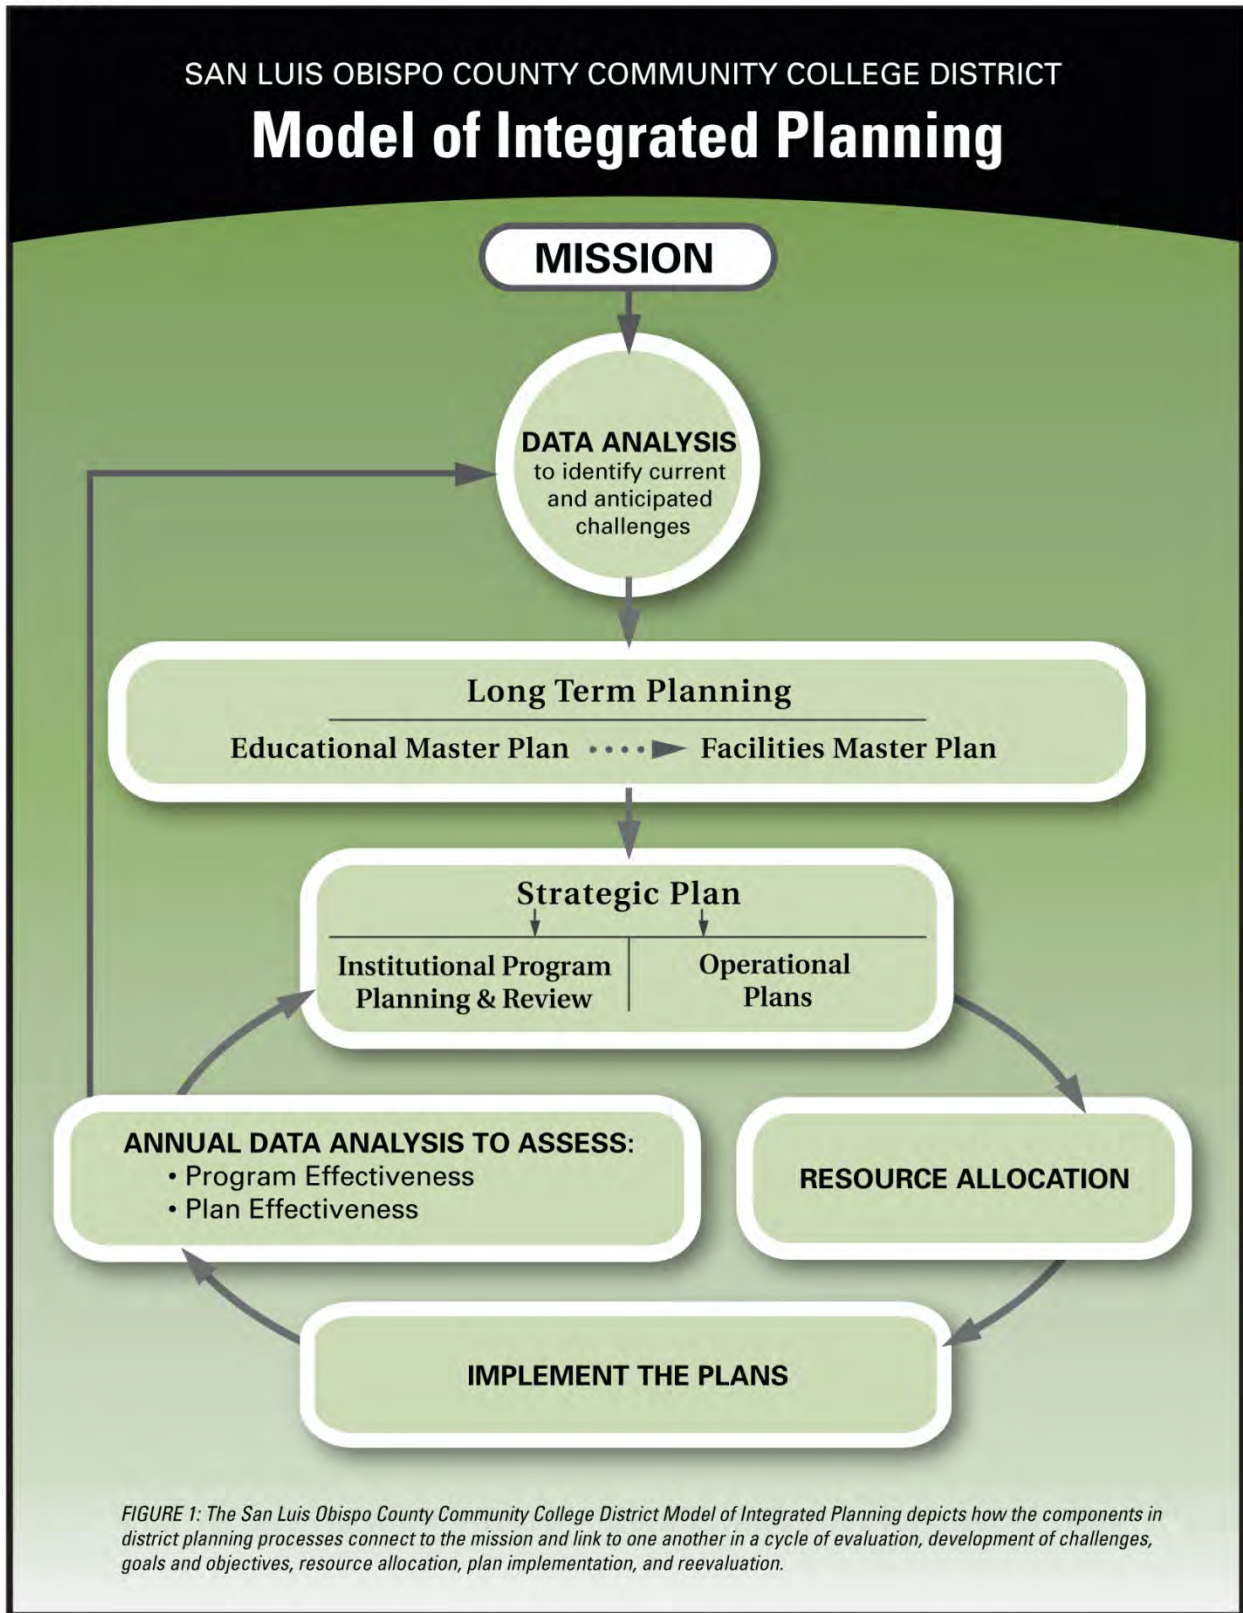 SAN LUIS OBISPO COUNTY COMMUNITY COLLEGE DISTRICT
Model of Integrated Planning
MISSION
DATA ANALYSIS
to identify current
and anticipated
challenges
Long Term Planning
Educational Master Plan
Facilities Master Plan
Strategic Plan
Institutional Program
Planning & Review
Operational
Plans
ANNUAL DATA ANALYSIS TO ASSESS:
• Program Effectiveness
• Plan Effectiveness
RESOURCE ALLOCATION
IMPLEMENT THE PLANS
FIGURE 1: The San Luis Obispo County Community College District Model of Integrated Planning depicts how the components in
district planning processes connect to the mission and link to one another in a cycle of evaluation, development of challenges,
goals and objectives, resource allocation, plan implementation, and reevaluation.